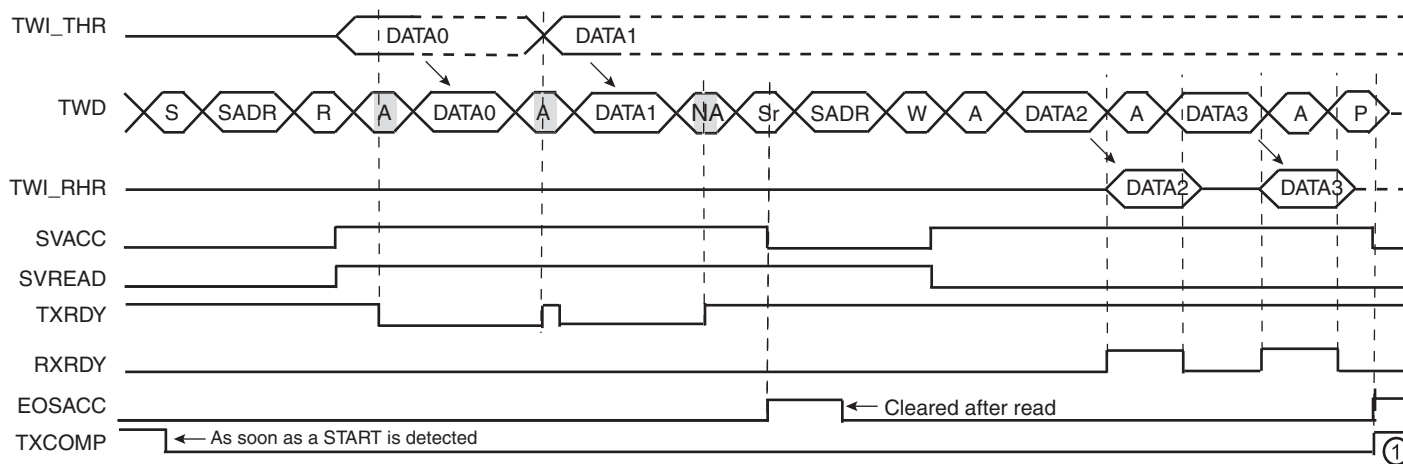 TWI_THR DATA0 DATA1
TWD S SADR R A DATA0 A DATA1 NA Sr SADR W A DATA2 A DATA3 A P
TWI_RHR DATA2 DATA3
SVACC
SVREAD
TXRDY
RXRDY
EOSACC Cleared after read
TXCOMP As soon as a START is detected 1